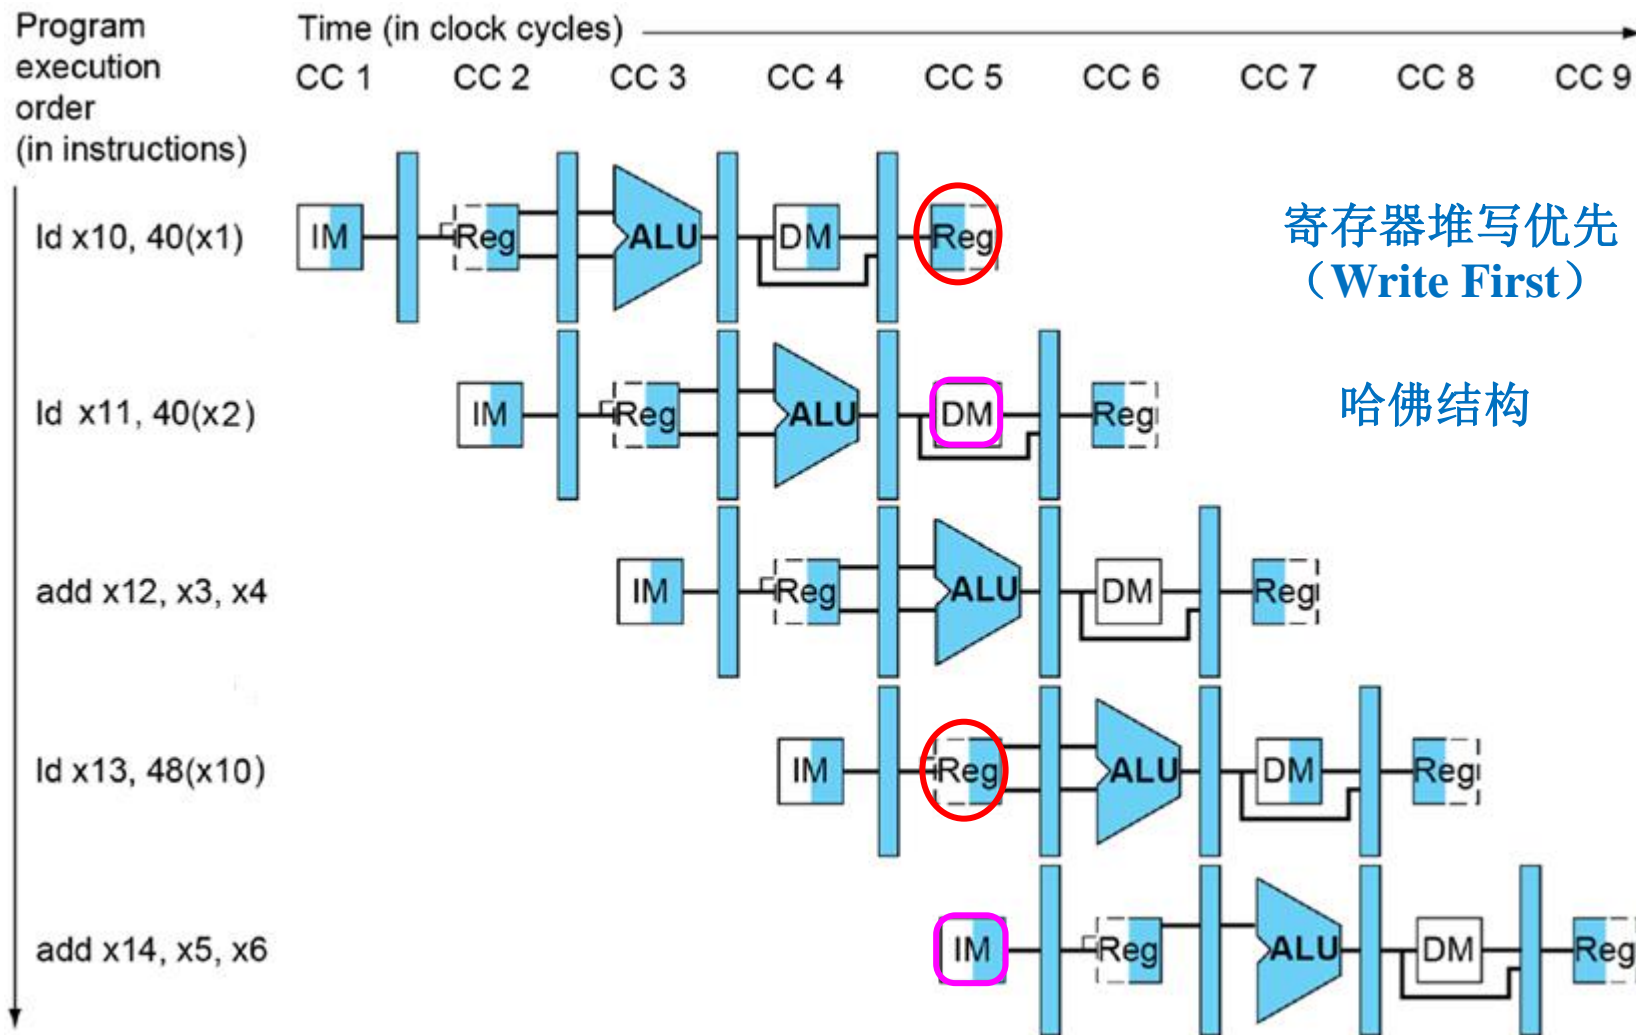 Program
execution
order
(in instructions)
Time (in clock cycles)
CC 1 CC 2 CC 3 CC 4 CC 5 CC 6 CC 7 CC 8 CC 9
ld x10, 40(x1)
IM Reg ALU DM Reg
寄存器堆写优先
（Write First）
ld x11, 40(x2)
IM Reg ALU DM Reg
哈佛结构
add x12, x3, x4
IM Reg ALU DM Reg
ld x13, 48(x10)
IM Reg ALU DM Reg
add x14, x5, x6
IM Reg ALU DM Reg